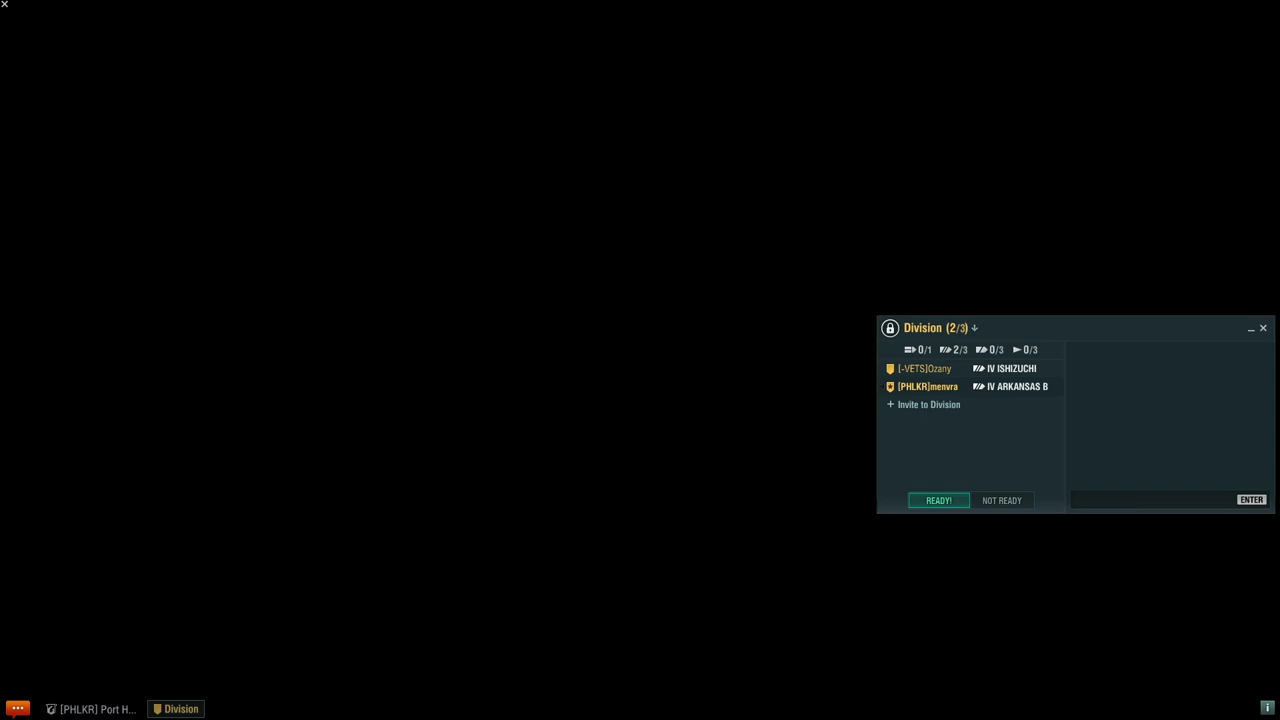 Division (2/3)
0/1 2/3 0/3 0/3
[-VETS]Ozany IV ISHIZUCHI
[PHLKR]menvra IV ARKANSAS B
+ Invite to Division
READY! NOT READY ENTER
[PHLKR] Port H... Division
i